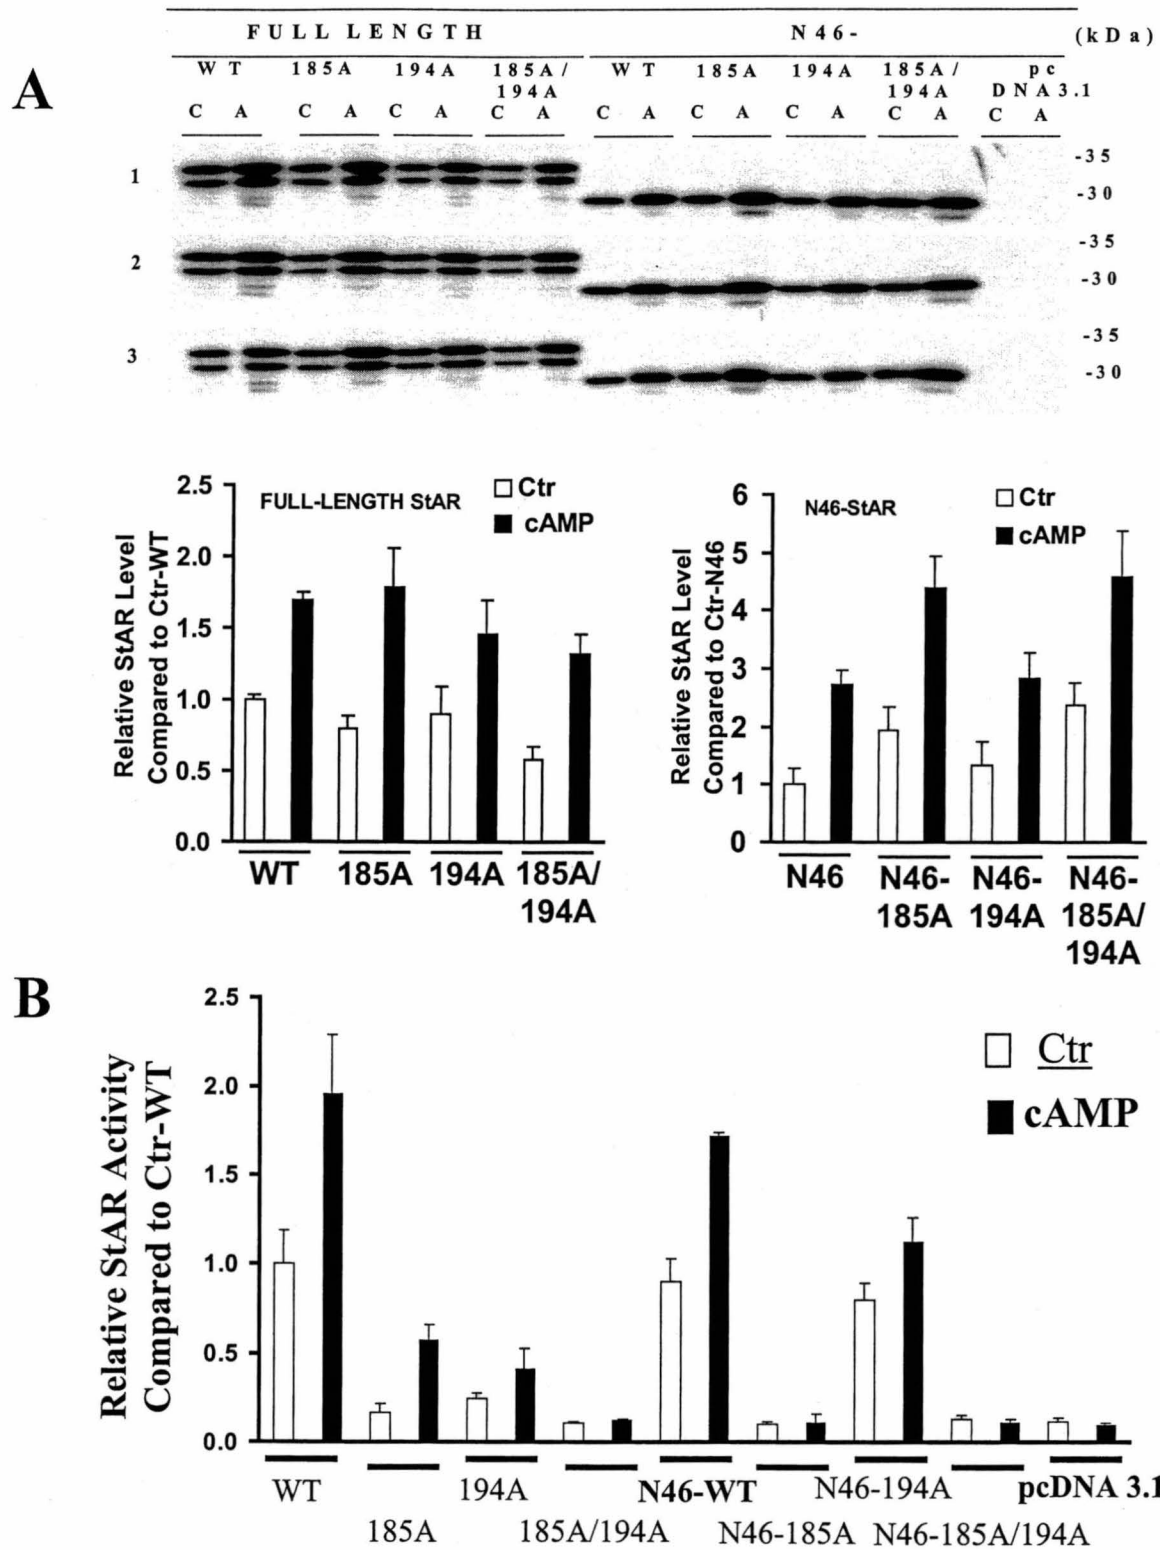 FULL LENGTH N46- (kDa)
WT 185A 194A 185A/ WT 185A 194A 185A/ pc
194A 194A DNA3.1
A
C A C A C A C A C A C A C A C A C A
1
-35
-30
2
-35
-30
3
-35
-30
Relative StAR Level
Compared to Ctr-WT
2.5
2.0
1.5
1.0
0.5
0.0
FULL-LENGTH StAR
Ctr
cAMP
WT 185A 194A 185A/
194A
Relative StAR Level
Compared to Ctr-N46
6
5
4
3
2
1
0
N46-StAR
Ctr
cAMP
N46 N46- N46- N46-
185A 194A 185A/
194A
B
Relative StAR Activity
Compared to Ctr-WT
2.5
2.0
1.5
1.0
0.5
0.0
Ctr
cAMP
WT 194A N46-WT N46-194A pcDNA 3.1
185A 185A/194A N46-185A N46-185A/194A